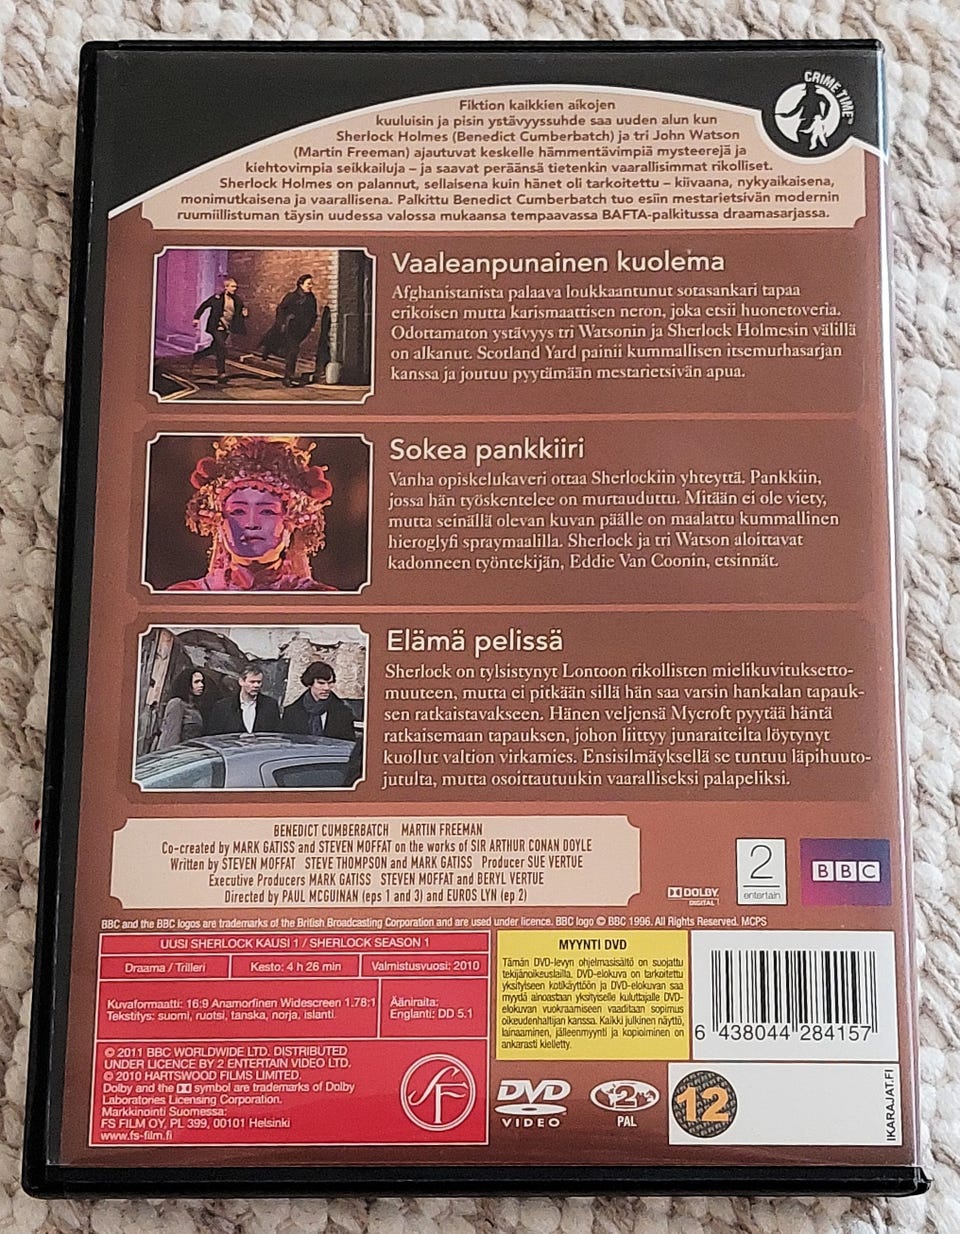 CRIME TIME™
Fiktion kaikkien aikojen
kuuluisin ja pisin ystävyyssuhde saa uuden alun kun
Sherlock Holmes (Benedict Cumberbatch) ja tri John Watson
(Martin Freeman) ajautuvat keskelle hämmentävimpiä mysteerejä ja
kiehtovimpia seikkailuja – ja saavat peräänsä tietenkin vaarallisimmat rikolliset.
Sherlock Holmes on palannut, sellaisena kuin hänet oli tarkoitettu – kiivaana, nykyaikaisena,
monimutkaisena ja vaarallisena. Palkittu Benedict Cumberbatch tuo esiin mestarietsivän modernin
ruumiillistuman täysin uudessa valossa mukaansa tempaavassa BAFTA-palkitussa draamasarjassa.
Vaaleanpunainen kuolema
Afghanistanista palaava loukkaantunut sotasankari tapaa
erikoisen mutta karismaattisen neron, joka etsii huonetoveria.
Odottamaton ystävyys tri Watsonin ja Sherlock Holmesin välillä
on alkanut. Scotland Yard painii kummallisen itsemurhasarjan
kanssa ja joutuu pyytämään mestarietsivän apua.
Sokea pankkiiri
Vanha opiskelukaveri ottaa Sherlockiin yhteyttä. Pankkiin,
jossa hän työskentelee on murtauduttu. Mitään ei ole viety,
mutta seinällä olevan kuvan päälle on maalattu kummallinen
hieroglyfi spraymaalilla. Sherlock ja tri Watson aloittavat
kadonneen työntekijän, Eddie Van Coonin, etsinnät.
Elämä pelissä
Sherlock on tylsistynyt Lontoon rikollisten mielikuvituksetto-
muuteen, mutta ei pitkään sillä hän saa varsin hankalan tapauk-
sen ratkaistavakseen. Hänen veljensä Mycroft pyytää häntä
ratkaisemaan tapauksen, johon liittyy junaraiteilta löytynyt
kuollut valtion virkamies. Ensisilmäyksellä se tuntuu läpihuuto-
jutulta, mutta osoittautuukin vaaralliseksi palapeliksi.
BENEDICT CUMBERBATCH MARTIN FREEMAN
Co-created by MARK GATISS and STEVEN MOFFAT on the works of SIR ARTHUR CONAN DOYLE
Written by STEVEN MOFFAT STEVE THOMPSON and MARK GATISS Producer SUE VERTUE
Executive Producers MARK GATISS STEVEN MOFFAT and BERYL VERTUE
Directed by PAUL MCGUINAN (eps 1 and 3) and EUROS LYN (ep 2)
DOLBY
DIGITAL
2
entertain
BBC
BBC and the BBC logos are trademarks of the British Broadcasting Corporation and are used under licence. BBC logo © BBC 1996. All Rights Reserved. MCPS
UUSI SHERLOCK KAUSI 1 / SHERLOCK SEASON 1
Draama / Trilleri
Kesto: 4 h 26 min
Valmistusvuosi: 2010
Kuvaformaatti: 16:9 Anamorfinen Widescreen 1.78:1
Tekstitys: suomi, ruotsi, tanska, norja, islanti
Ääniraita:
Englanti: DD 5.1
© 2011 BBC WORLDWIDE LTD. DISTRIBUTED
UNDER LICENCE BY 2 ENTERTAIN VIDEO LTD.
© 2010 HARTSWOOD FILMS LIMITED.
Dolby and the symbol are trademarks of Dolby
Laboratories Licensing Corporation.
Markkinointi Suomessa:
FS FILM OY, PL 399, 00101 Helsinki
www.fs-film.fi
SF
MYYNTI DVD
Tämän DVD-levyn ohjelmasisältö on suojattu
tekijänoikeuslailla. DVD-elokuva on tarkoitettu
yksityiseen kotikäyttöön ja DVD-elokuvan saa
myydä ainoastaan yksityiselle kuluttajalle DVD-
elokuvan vuokraamiseen vaaditaan sopimus
oikeudenhaltijan kanssa. Kaikki julkinen näyttö,
lainaaminen, jälleenmyynti ja kopioiminen on
ankarasti kielletty.
6 438044 284157
DVD
VIDEO
2
PAL
12
IKARAJAT.FI